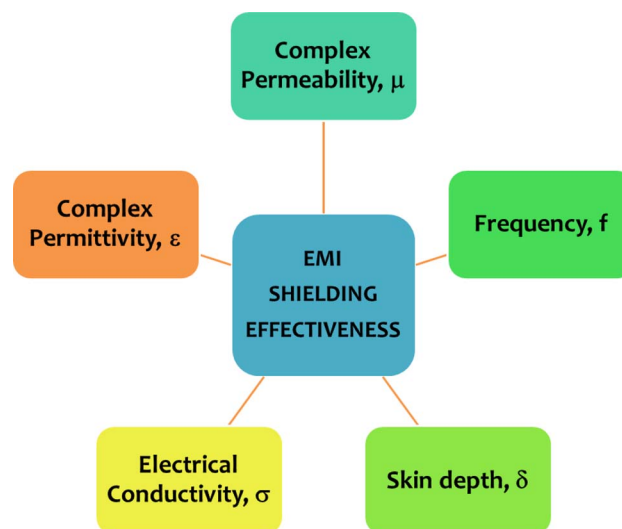 Complex
Permeability, μ
Complex
Permittivity, ε
Frequency, f
EMI
SHIELDING
EFFECTIVENESS
Electrical
Conductivity, σ
Skin depth, δ